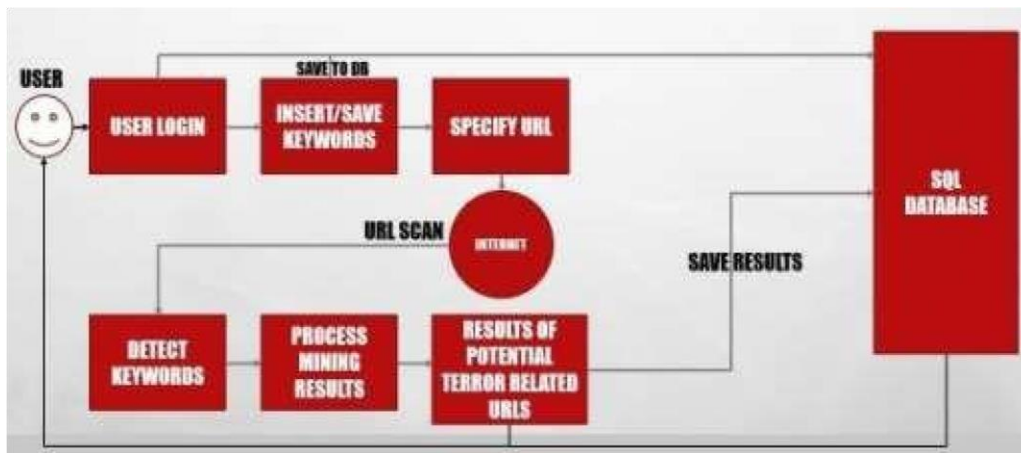 SAVE TO DB
USER
USER LOGIN
INSERT/SAVE
KEYWORDS
SPECIFY URL
SQL
DATABASE
URL SCAN
INTERNET
SAVE RESULTS
DETECT
KEYWORDS
PROCESS
MINING
RESULTS
RESULTS OF
POTENTIAL
TERROR RELATED
URLS